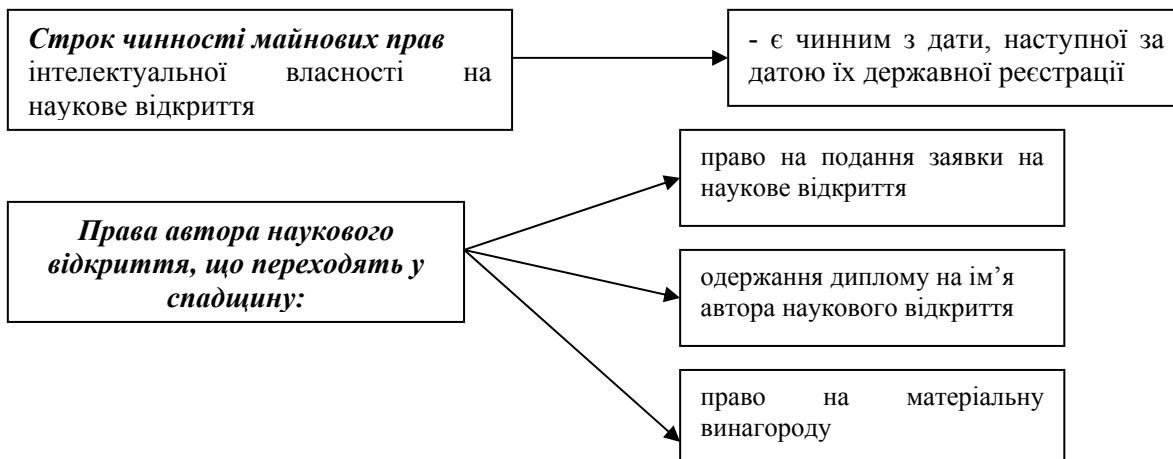 Строк чинності майнових прав
інтелектуальної власності на
наукове відкриття
- є чинним з дати, наступної за
датою їх державної реєстрації
Права автора наукового
відкриття, що переходять у
спадщину:
право на подання заявки на
наукове відкриття
одержання диплому на ім’я
автора наукового відкриття
право на матеріальну
винагороду